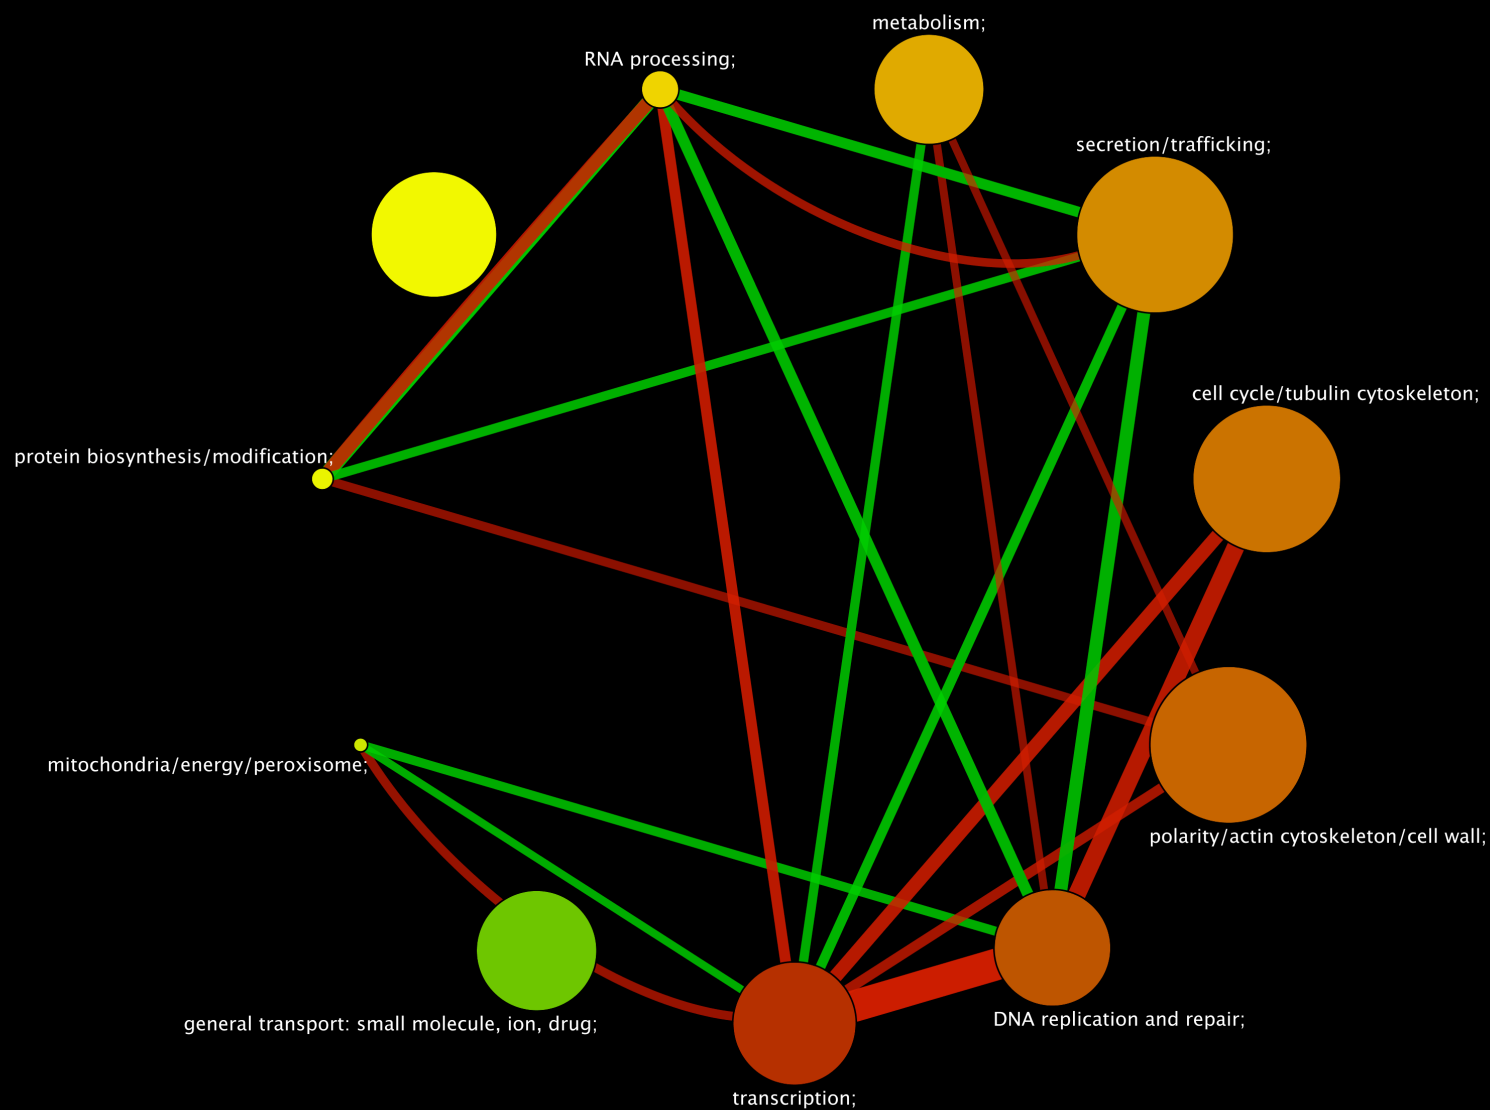 metabolism;
RNA processing;
secretion/trafficking;
cell cycle/tubulin cytoskeleton;
protein biosynthesis/modification;
mitochondria/energy/peroxisome;
polarity/actin cytoskeleton/cell wall;
general transport: small molecule, ion, drug;
DNA replication and repair;
transcription;